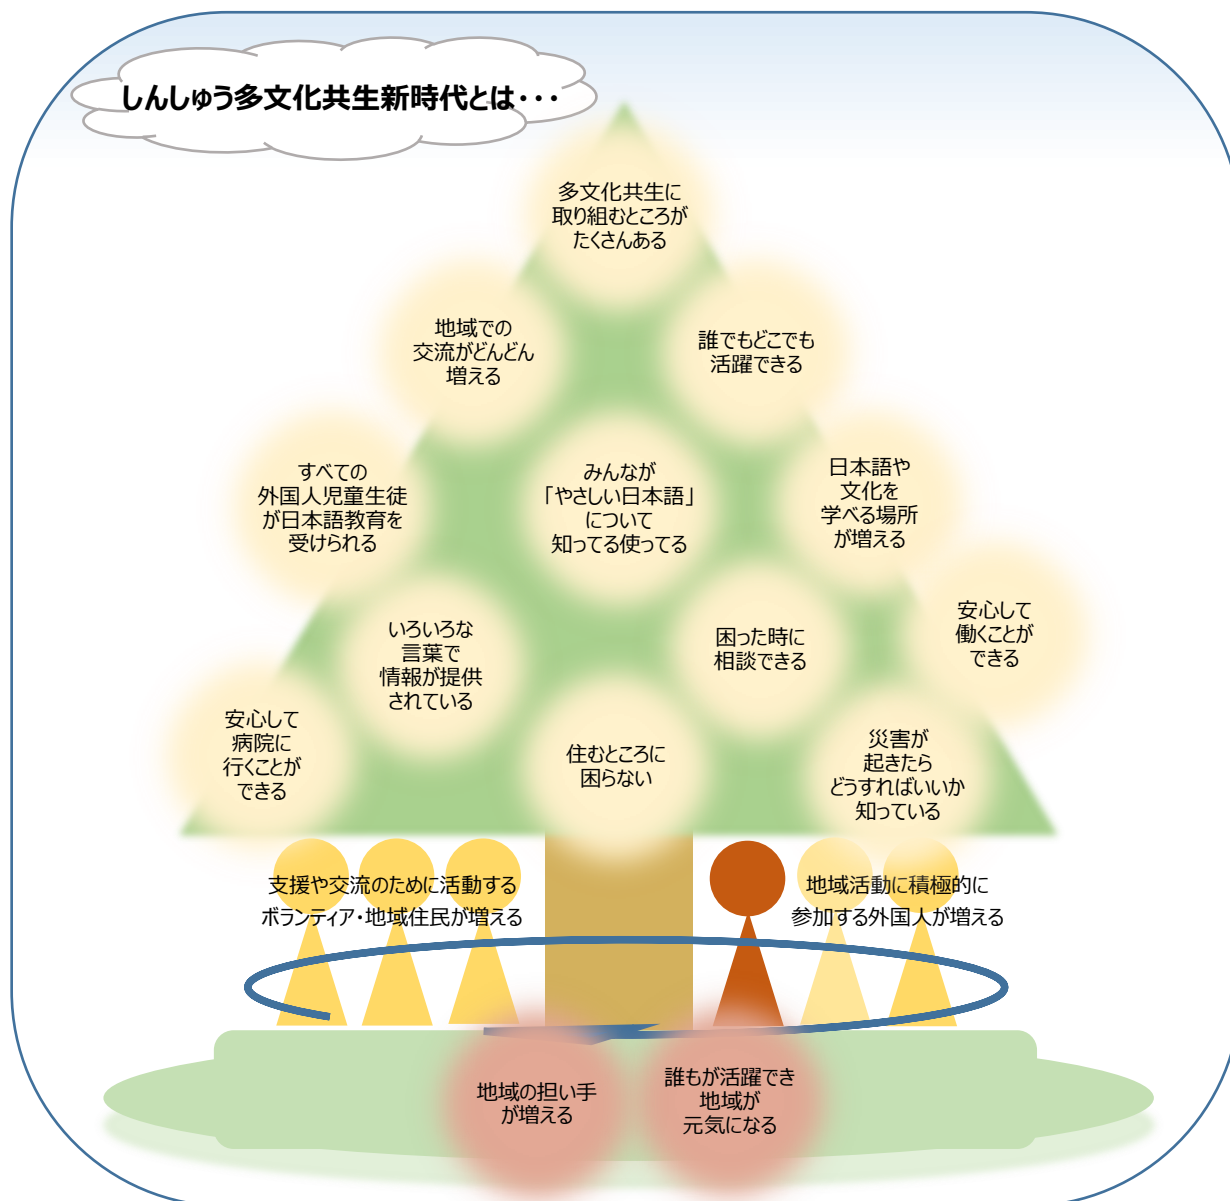 しんしゅう多文化共生新時代とは・・・
多文化共生に
取り組むところが
たくさんある
地域での
交流がどんどん
増える
誰でもどこでも
活躍できる
すべての
外国人児童生徒
が日本語教育を
受けられる
みんなが
「やさしい日本語」
について
知ってる使ってる
日本語や
文化を
学べる場所
が増える
いろいろな
言葉で
情報が提供
されている
困った時に
相談できる
安心して
働くことが
できる
安心して
病院に
行くことが
できる
住むところに
困らない
災害が
起きたら
どうすればいいか
知っている
支援や交流のために活動する
ボランティア・地域住民が増える
地域活動に積極的に
参加する外国人が増える
地域の担い手
が増える
誰もが活躍でき
地域が
元気になる